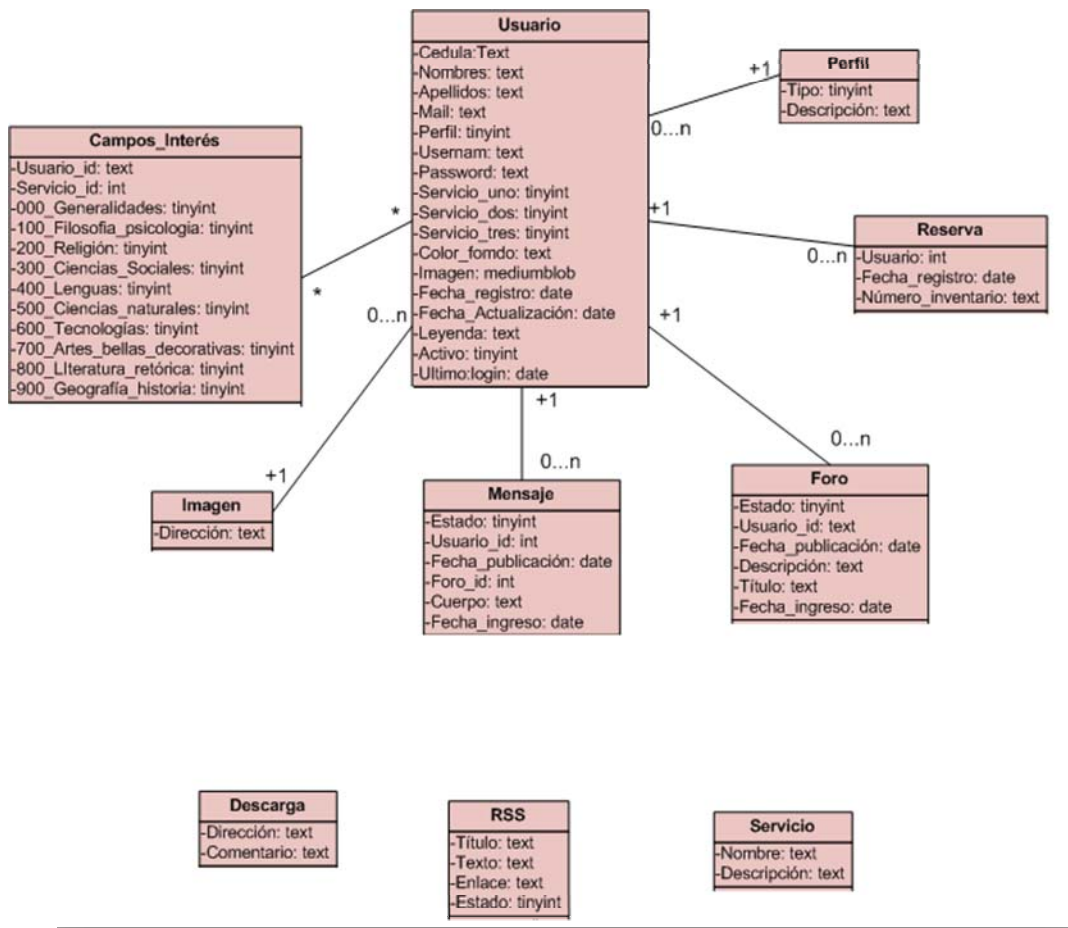 Usuario
-Cedula:Text
-Nombres: text
-Apellidos: text
-Mail: text
-Perfil: tinyint
-Usernam: text
-Password: text
-Servicio_uno: tinyint
-Servicio_dos: tinyint
-Servicio_tres: tinyint
-Color_fomdo: text
-Imagen: mediumblob
-Fecha_registro: date
-Fecha_Actualización: date
-Leyenda: text
-Activo: tinyint
-Ultimo:login: date
+1
0...n
Perfil
-Tipo: tinyint
-Descripción: text
Campos_Interés
-Usuario_id: text
-Servicio_id: int
-000_Generalidades: tinyint
-100_Filosofia_psicologia: tinyint
-200_Religión: tinyint
-300_Ciencias_Sociales: tinyint
-400_Lenguas: tinyint
-500_Ciencias_naturales: tinyint
-600_Tecnologías: tinyint
-700_Artes_bellas_decorativas: tinyint
-800_LIteratura_retórica: tinyint
-900_Geografía_historia: tinyint
*
*
+1
0...n
Reserva
-Usuario: int
-Fecha_registro: date
-Número_inventario: text
0...n
+1
+1
0...n
+1
0...n
Imagen
-Dirección: text
Mensaje
-Estado: tinyint
-Usuario_id: int
-Fecha_publicación: date
-Foro_id: int
-Cuerpo: text
-Fecha_ingreso: date
Foro
-Estado: tinyint
-Usuario_id: text
-Fecha_publicación: date
-Descripción: text
-Título: text
-Fecha_ingreso: date
Descarga
-Dirección: text
-Comentario: text
RSS
-Título: text
-Texto: text
-Enlace: text
-Estado: tinyint
Servicio
-Nombre: text
-Descripción: text